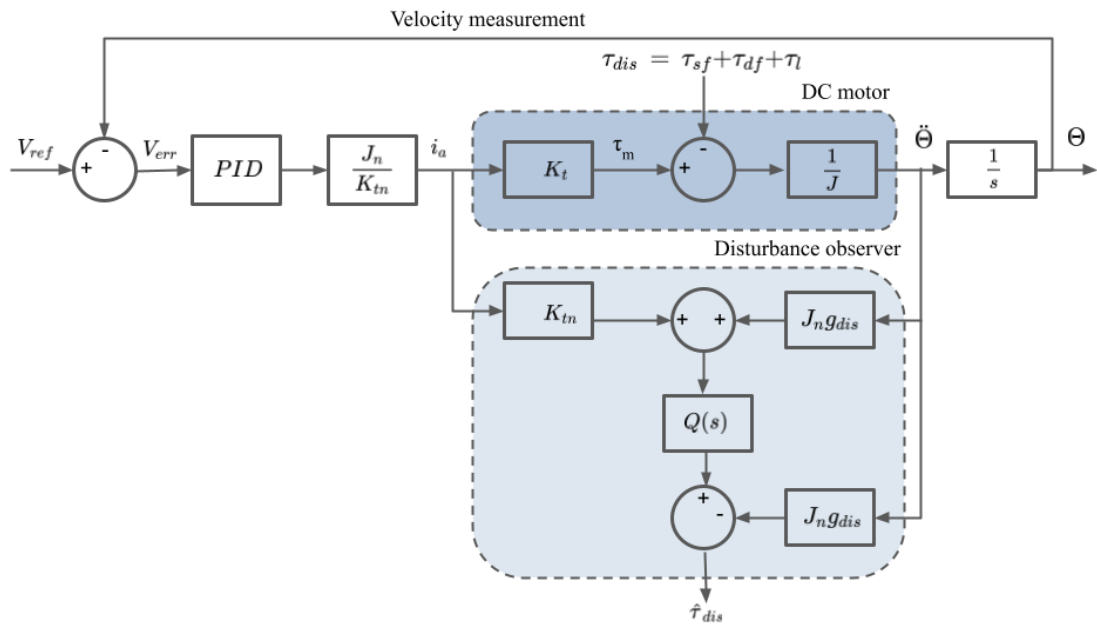 Velocity measurement
τ_dis = τ_sf+τ_df+τ_l
DC motor
V_ref
+
-
V_err
PID
J_n
K_tn
i_a
K_t
τ_m
+
-
1
J
Θ̈
1
s
Θ
Disturbance observer
K_tn
+
+
J_n g_dis
Q(s)
+
-
J_n g_dis
τ̂_dis